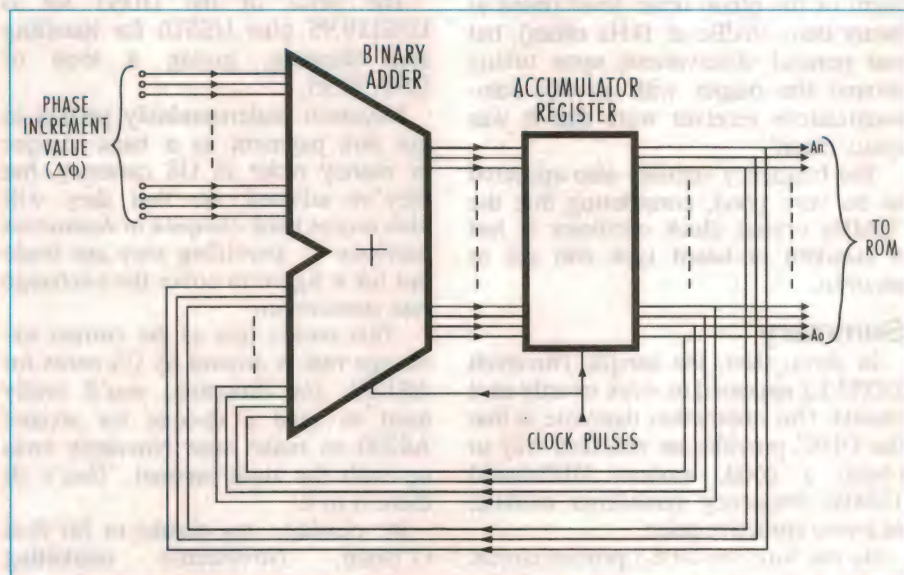 PHASE
INCREMENT
VALUE
(ΔΦ)
BINARY
ADDER
+
ACCUMULATOR
REGISTER
An
TO
ROM
Ao
CLOCK PULSES